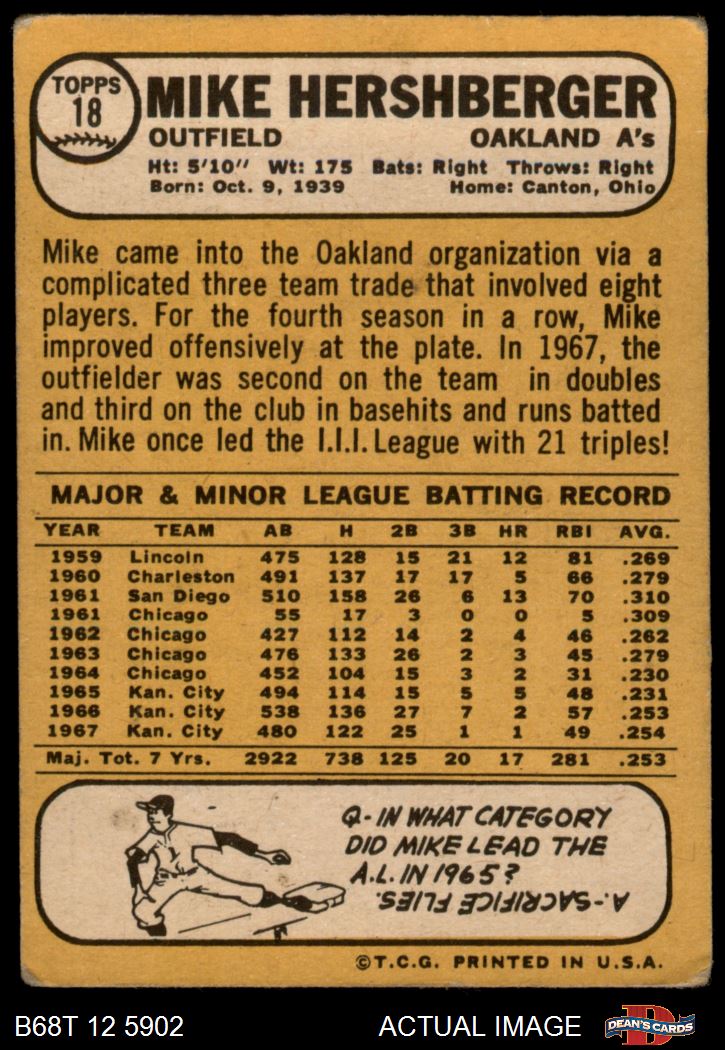 TOPPS
18
MIKE HERSHBERGER
OUTFIELD OAKLAND A's
Ht: 5'10" Wt: 175 Bats: Right Throws: Right
Born: Oct. 9, 1939 Home: Canton, Ohio
Mike came into the Oakland organization via a
complicated three team trade that involved eight
players. For the fourth season in a row, Mike
improved offensively at the plate. In 1967, the
outfielder was second on the team in doubles
and third on the club in basehits and runs batted
in. Mike once led the I.I.I. League with 21 triples!
MAJOR & MINOR LEAGUE BATTING RECORD
YEAR TEAM AB H 2B 3B HR RBI AVG.
1959 Lincoln 475 128 15 21 12 81 .269
1960 Charleston 491 137 17 17 5 66 .279
1961 San Diego 510 158 26 6 13 70 .310
1961 Chicago 55 17 3 0 0 5 .309
1962 Chicago 427 112 14 2 4 46 .262
1963 Chicago 476 133 26 2 3 45 .279
1964 Chicago 452 104 15 3 2 31 .230
1965 Kan. City 494 114 15 5 5 48 .231
1966 Kan. City 538 136 27 7 2 57 .253
1967 Kan. City 480 122 25 1 1 49 .254
Maj. Tot. 7 Yrs. 2922 738 125 20 17 281 .253
Q-IN WHAT CATEGORY
DID MIKE LEAD THE
A.L. IN 1965?
A-SACRIFICE FLIES.
©T.C.G. PRINTED IN U.S.A.
B68T 12 5902 ACTUAL IMAGE
D
DEAN'S CARDS